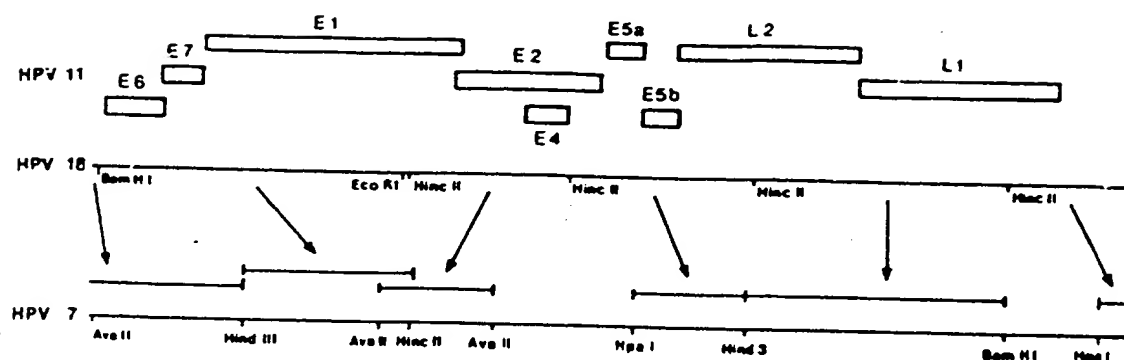 E1
E5a
L2
E7
E2
L1
HPV 11
E6
E5b
E4
HPV 18
Bam H I
Eco R1
Hinc II
Hinc II
Hinc II
Hinc II
HPV 7
Ava II
Hind III
Ava II
Hinc II
Ava II
Hpa I
Hind 3
Bam H I
Hpa I